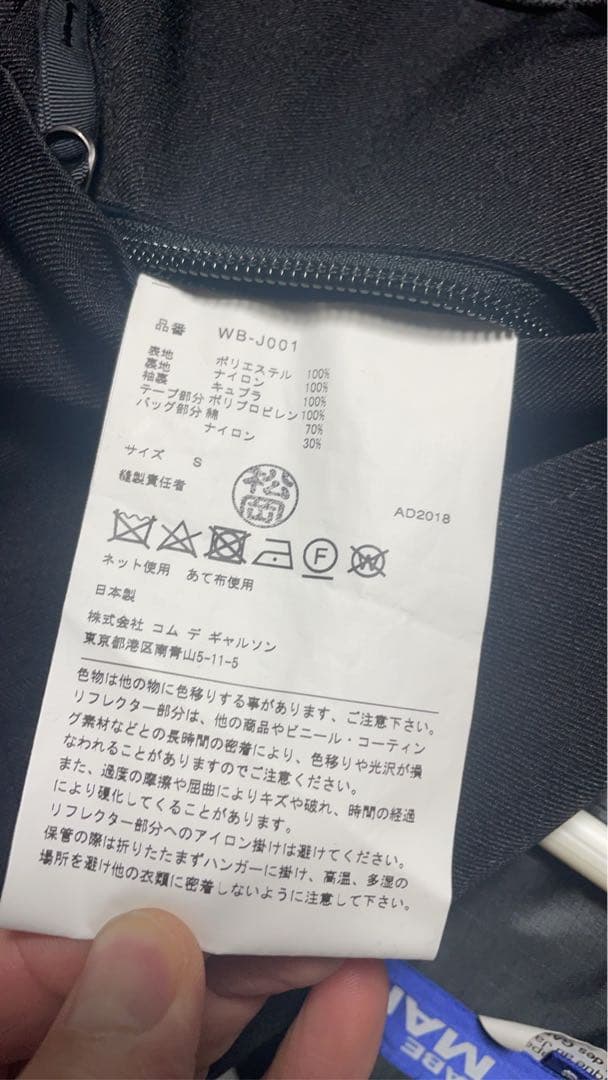 品番 WB-J001
表地 ポリエステル 100%
裏地 ナイロン 100%
袖裏 キュプラ 100%
テープ部分 ポリプロピレン 100%
バッグ部分 綿 70%
ナイロン 30%
サイズ S
縫製責任者 松岡 AD2018
F W
ネット使用 あて布使用
日本製
株式会社 コム デ ギャルソン
東京都港区南青山5-11-5
色物は他の物に色移りする事があります、ご注意下さい。
リフレクター部分は、他の商品やビニール・コーティン
グ素材などとの長時間の密着により、色移りや光沢が損
なわれることがありますのでご注意ください。
また、過度の摩擦や屈曲によりキズや破れ、時間の経過
により硬化してくることがあります。
リフレクター部分へのアイロン掛けは避けてください。
保管の際は折りたたまずハンガーに掛け、高温、多湿の
場所を避け他の衣類に密着しないように注意して下さい。
ABE
MAN
des GA